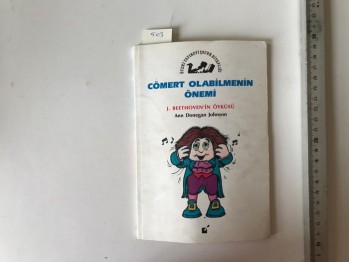 503
CÖMERT OLABİLMENİN
ÖNEMİ
J. BEETHOVEN'İN ÖYKÜSÜ
Ann Donegan Johnson